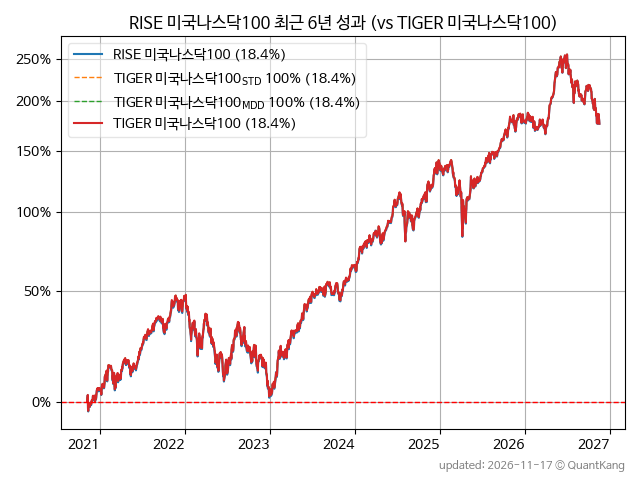 RISE 미국나스닥100 최근 6년 성과 (vs TIGER 미국나스닥100)
RISE 미국나스닥100 (18.4%)
TIGER 미국나스닥100STD 100% (18.4%)
TIGER 미국나스닥100MDD 100% (18.4%)
TIGER 미국나스닥100 (18.4%)
250%
200%
150%
100%
50%
0%
2021 2022 2023 2024 2025 2026 2027
updated: 2026-11-17 © QuantKang